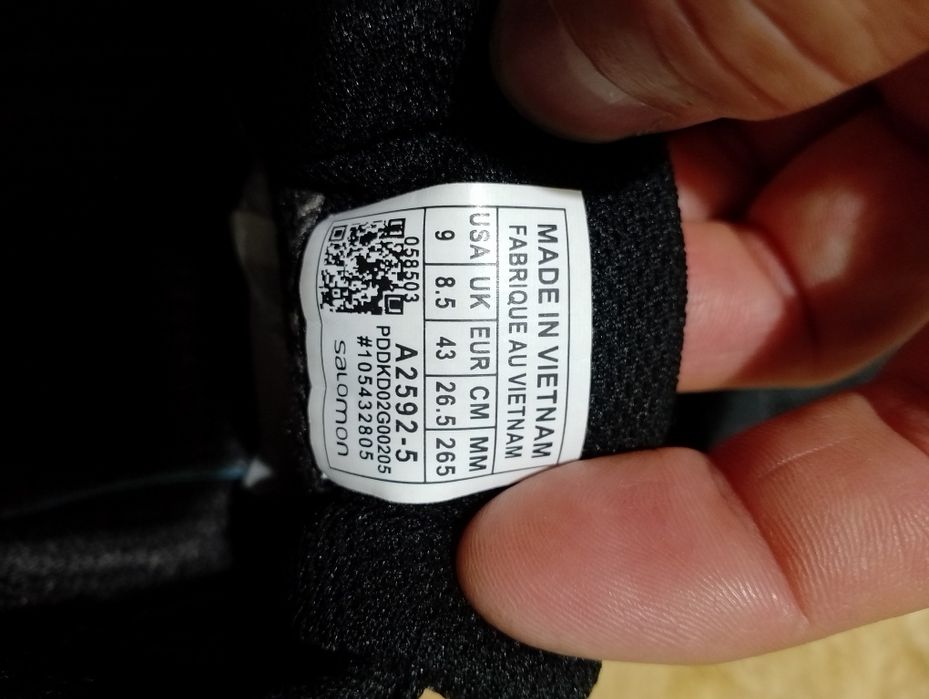 MADE IN VIETNAM
FABRIQUE AU VIETNAM
USA UK EUR CM MM
9 8.5 43 26.5 265
058503
A2592-5
PDDKD02G00205
#105432805
salomon